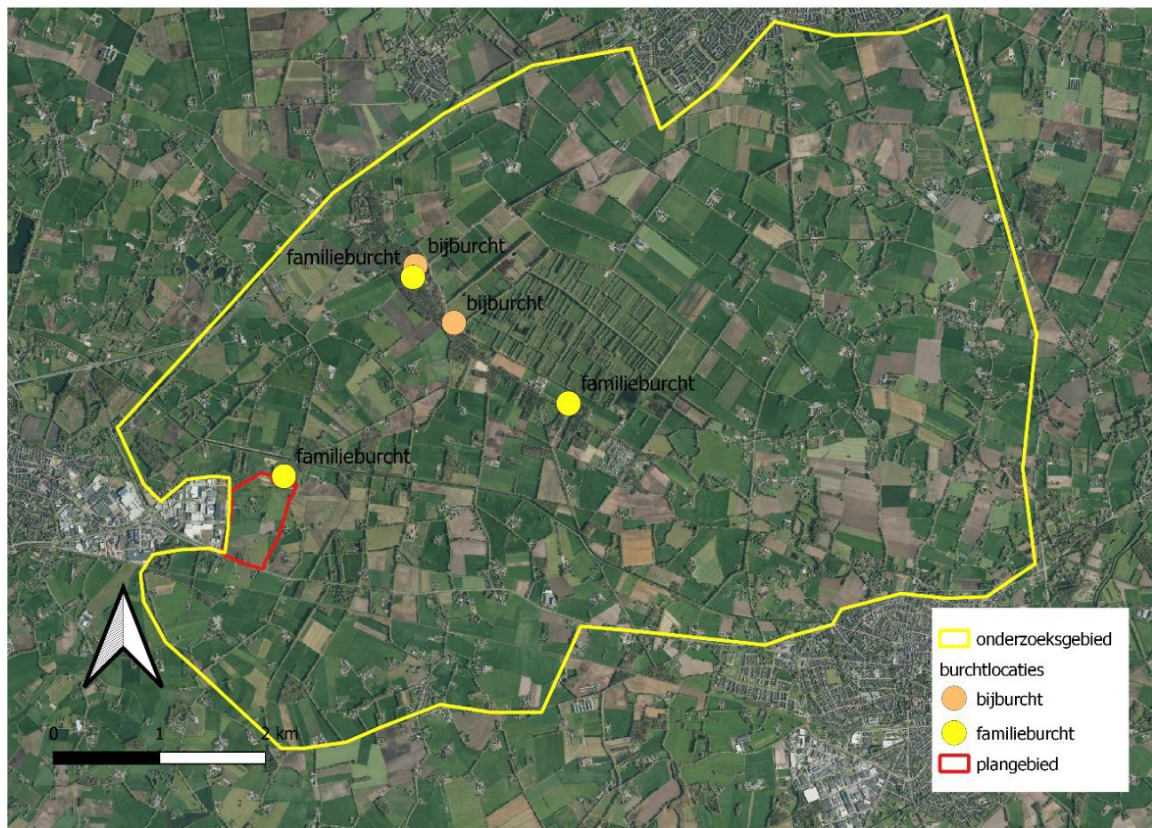 bijburcht
familieburcht
bijburcht
familieburcht
familieburcht
0 1 2 km
onderzoeksgebied
burchtlocaties
bijburcht
familieburcht
plangebied